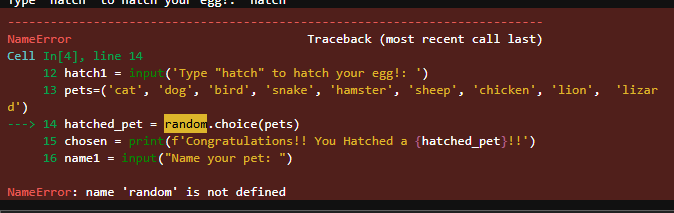 Type "hatch" to hatch your egg!: hatch
---------------------------------------------------------------------------
NameError                                 Traceback (most recent call last)
Cell In[4], line 14
     12 hatch1 = input('Type "hatch" to hatch your egg!: ')
     13 pets=('cat', 'dog', 'bird', 'snake', 'hamster', 'sheep', 'chicken', 'lion',  'lizar
d')
---> 14 hatched_pet = random.choice(pets)
     15 chosen = print(f'Congratulations!! You Hatched a {hatched_pet}!!')
     16 name1 = input("Name your pet: ")
NameError: name 'random' is not defined